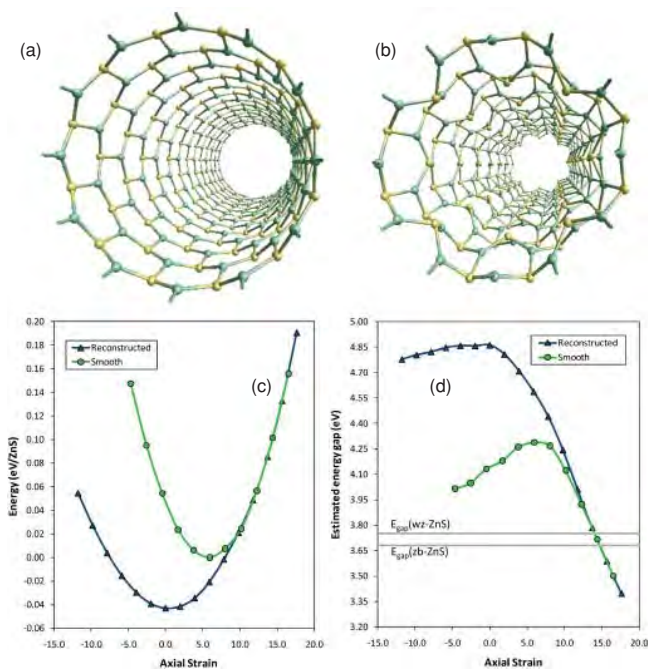 (a)
(b)
0.20
0.18
0.16
0.14
0.12
0.10
0.08
0.06
0.04
0.02
0.00
-0.02
-0.04
-0.06
Energy (eV/ZnS)
Reconstructed
Smooth
(c)
-15.0 -10.0 -5.0 0.0 5.0 10.0 15.0 20.0
Axial Strain
5.00
4.85
4.70
4.55
4.40
4.25
4.10
3.95
3.80
3.65
3.50
3.35
3.20
Estimated energy gap (eV)
Reconstructed
Smooth
(d)
Egap(wz-ZnS)
Egap(zb-ZnS)
-15.0 -10.0 -5.0 0.0 5.0 10.0 15.0 20.0
Axial Strain